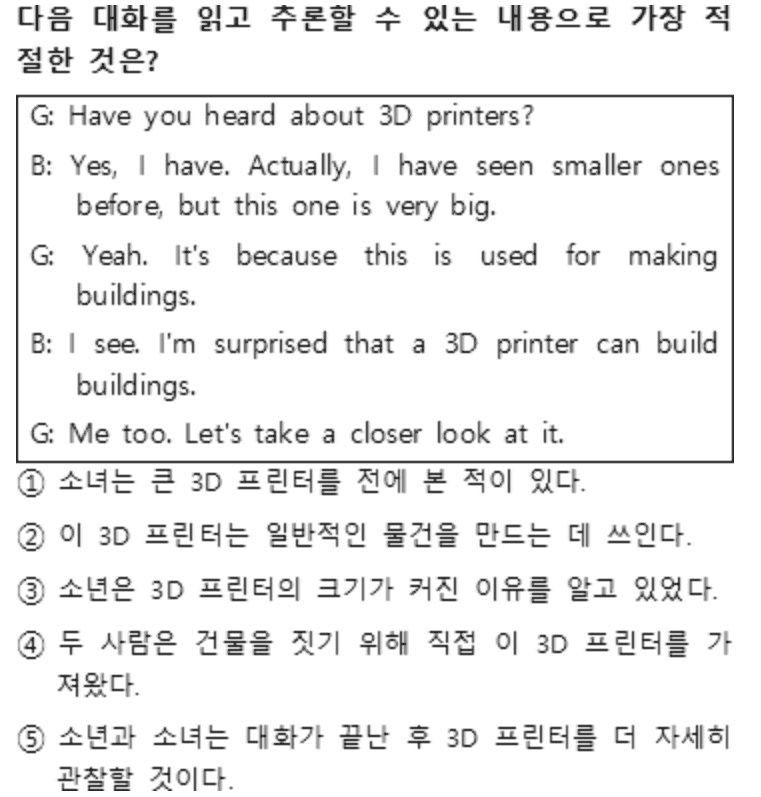 다음 대화를 읽고 추론할 수 있는 내용으로 가장 적
절한 것은?
G: Have you heard about 3D printers?
B: Yes, I have. Actually, I have seen smaller ones
before, but this one is very big.
G: Yeah. It's because this is used for making
buildings.
B: I see. I'm surprised that a 3D printer can build
buildings.
G: Me too. Let's take a closer look at it.
① 소녀는 큰 3D 프린터를 전에 본 적이 있다.
② 이 3D 프린터는 일반적인 물건을 만드는 데 쓰인다.
③ 소년은 3D 프린터의 크기가 커진 이유를 알고 있었다.
④ 두 사람은 건물을 짓기 위해 직접 이 3D 프린터를 가
져왔다.
⑤ 소년과 소녀는 대화가 끝난 후 3D 프린터를 더 자세히
관찰할 것이다.